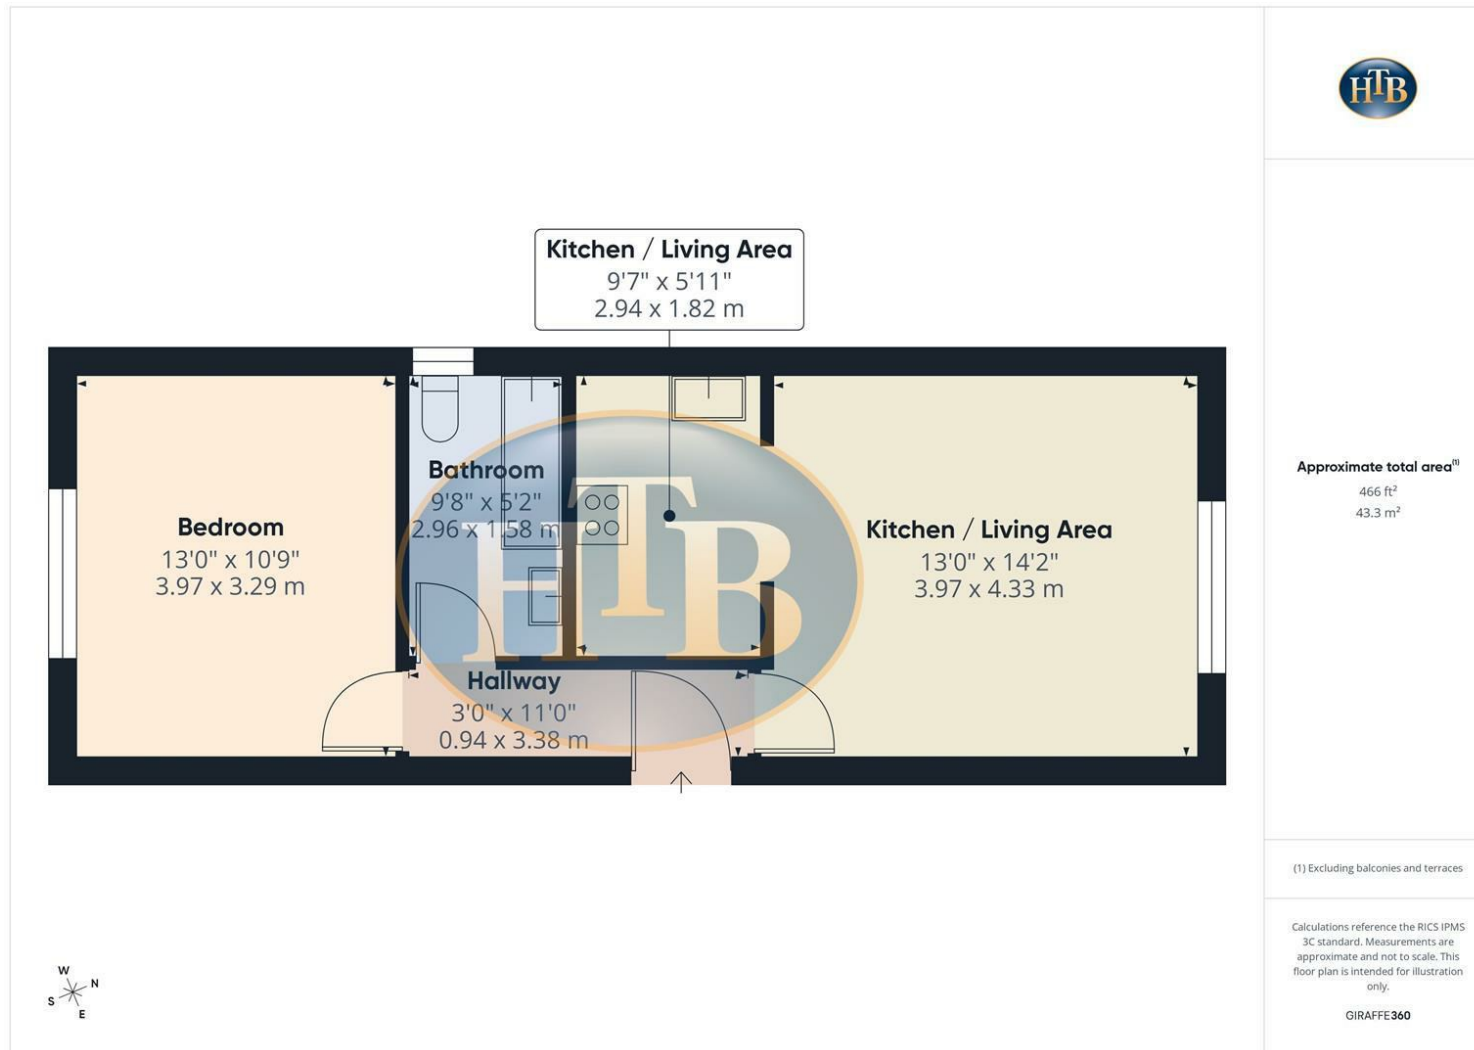 HTB
Kitchen / Living Area
9'7" x 5'11"
2.94 x 1.82 m
Bathroom
9'8" x 5'2"
2.96 x 1.58 m
Bedroom
13'0" x 10'9"
3.97 x 3.29 m
Kitchen / Living Area
13'0" x 14'2"
3.97 x 4.33 m
HTB
Hallway
3'0" x 11'0"
0.94 x 3.38 m
Approximate total area(1)
466 ft²
43.3 m²
(1) Excluding balconies and terraces
Calculations reference the RICS IPMS
3C standard. Measurements are
approximate and not to scale. This
floor plan is intended for illustration
only.
GIRAFFE360
W
N
S
E